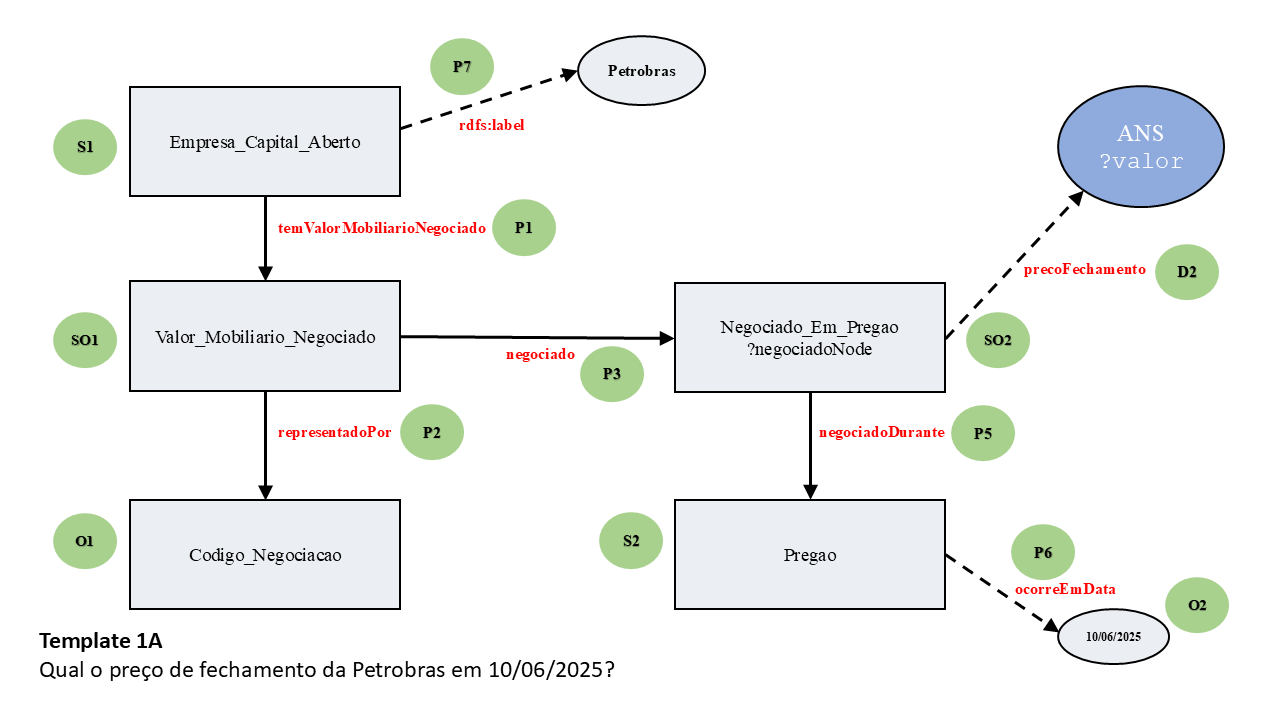 P7
Petrobras
rdfs:label
S1
Empresa_Capital_Aberto
ANS
?valor
temValorMobiliarioNegociado
P1
precoFechamento
D2
SO1
Valor_Mobiliario_Negociado
negociado
P3
Negociado_Em_Pregao
?negociadoNode
SO2
representadoPor
P2
negociadoDurante
P5
O1
Codigo_Negociacao
S2
Pregao
P6
ocorreEmData
O2
10/06/2025
Template 1A
Qual o preço de fechamento da Petrobras em 10/06/2025?